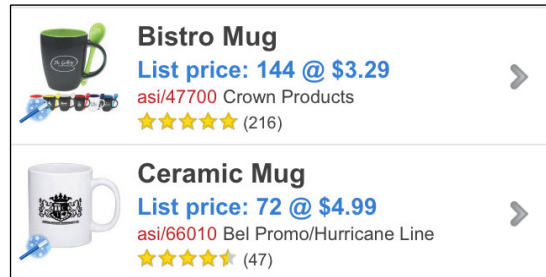 Bistro Mug
List price: 144 @ $3.29
asi/47700 Crown Products
(216)
Ceramic Mug
List price: 72 @ $4.99
asi/66010 Bel Promo/Hurricane Line
(47)